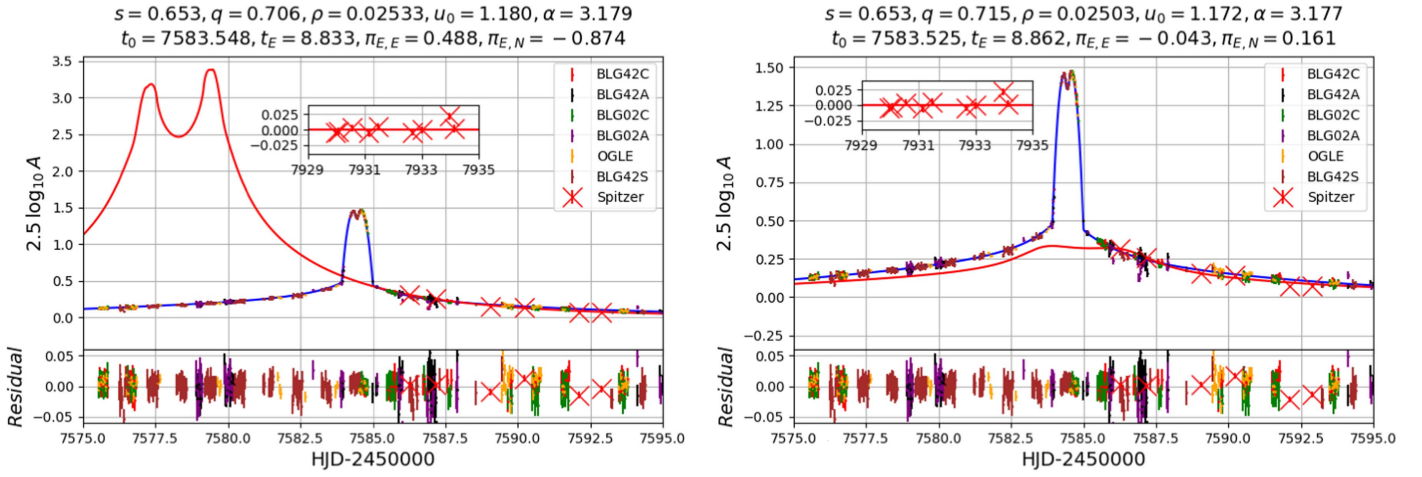 s = 0.653, q = 0.706, ρ = 0.02533, u₀ = 1.180, α = 3.179
t₀ = 7583.548, t_E = 8.833, π_{E,E} = 0.488, π_{E,N} = − 0.874
3.5
3.0
2.5
2.0
1.5
1.0
0.5
0.0
2.5 log₁₀ A
0.025
0.000
−0.025
7929 7931 7933 7935
BLG42C
BLG42A
BLG02C
BLG02A
OGLE
BLG42S
Spitzer
0.05
0.00
−0.05
Residual
7575.0 7577.5 7580.0 7582.5 7585.0 7587.5 7590.0 7592.5 7595.0
HJD-2450000
s = 0.653, q = 0.715, ρ = 0.02503, u₀ = 1.172, α = 3.177
t₀ = 7583.525, t_E = 8.862, π_{E,E} = − 0.043, π_{E,N} = 0.161
1.50
1.25
1.00
0.75
0.50
0.25
0.00
−0.25
2.5 log₁₀ A
0.025
0.000
−0.025
7929 7931 7933 7935
BLG42C
BLG42A
BLG02C
BLG02A
OGLE
BLG42S
Spitzer
0.05
0.00
−0.05
Residual
7575.0 7577.5 7580.0 7582.5 7585.0 7587.5 7590.0 7592.5 7595.0
HJD-2450000